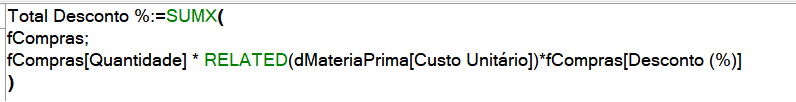 Total Desconto %:=SUMX(
fCompras;
fCompras[Quantidade] * RELATED(dMateriaPrima[Custo Unitário])*fCompras[Desconto (%)]
)